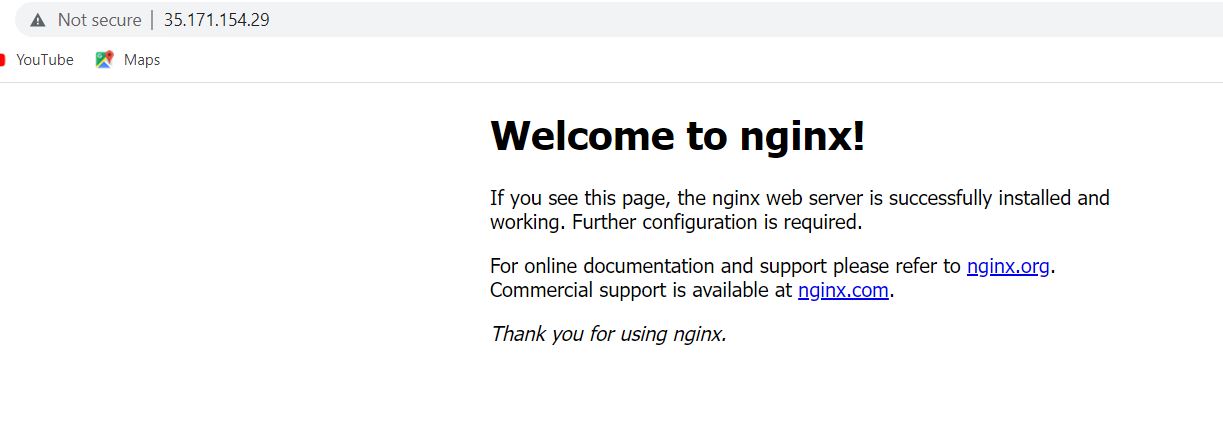 Not secure | 35.171.154.29
YouTube Maps
Welcome to nginx!
If you see this page, the nginx web server is successfully installed and
working. Further configuration is required.
For online documentation and support please refer to nginx.org.
Commercial support is available at nginx.com.
Thank you for using nginx.